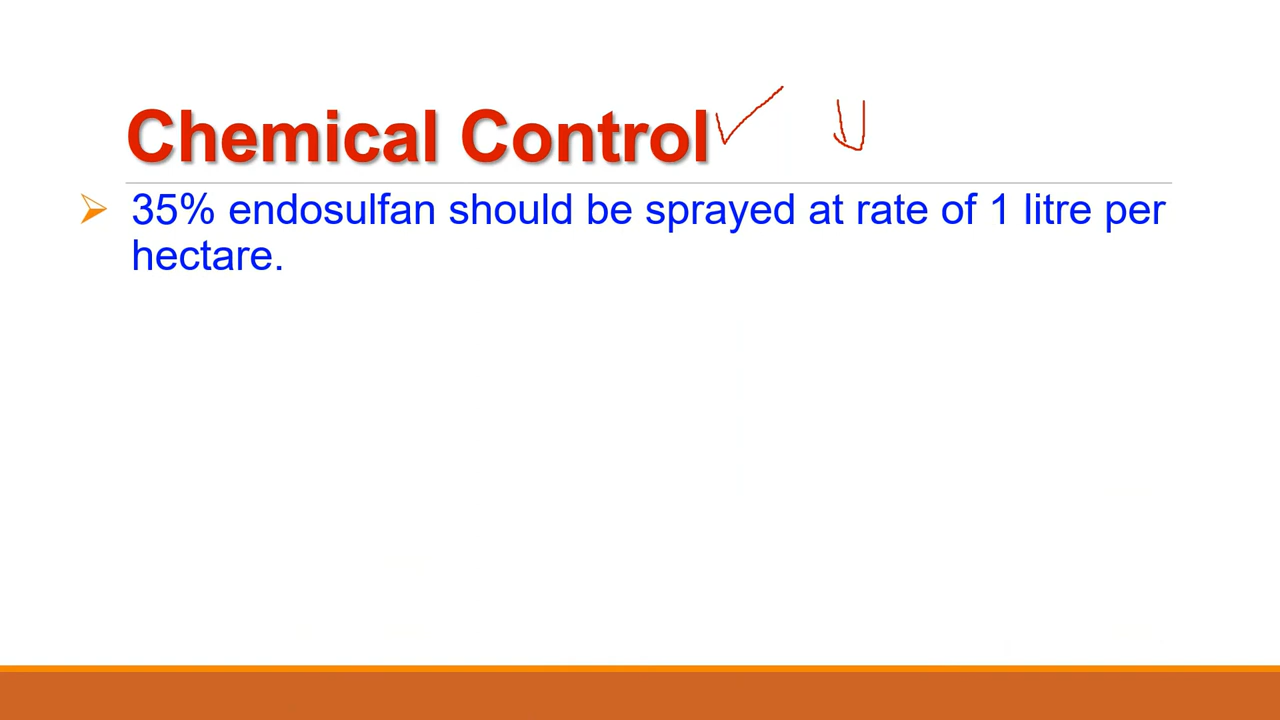 Chemical Control
35% endosulfan should be sprayed at rate of 1 litre per
hectare.